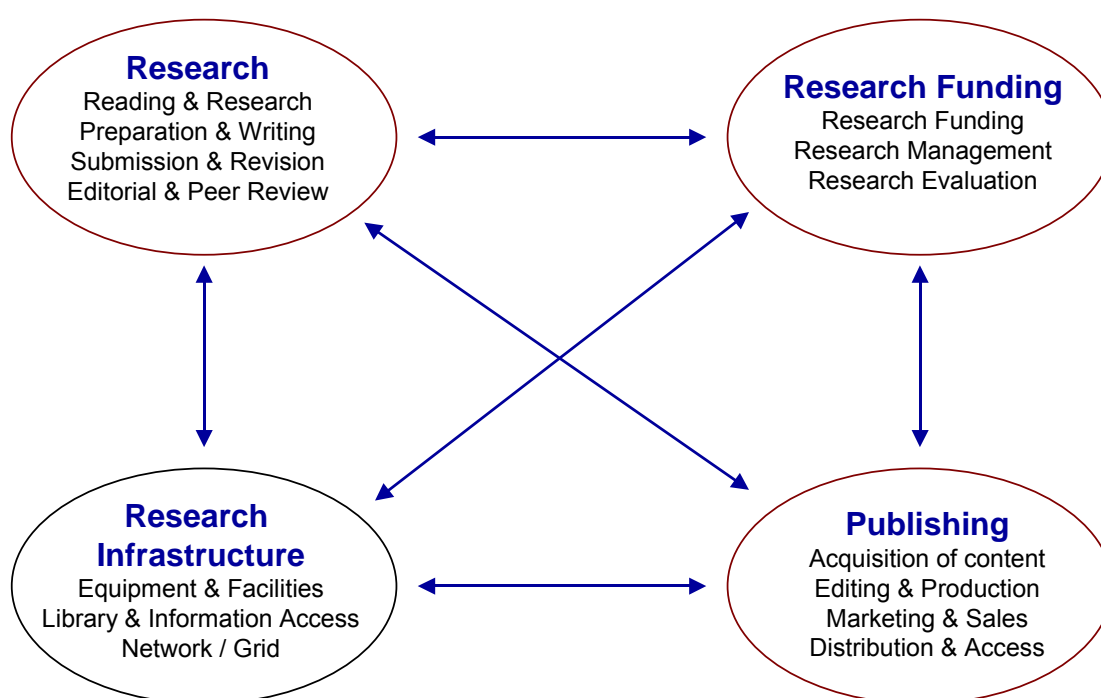 Research
Reading & Research
Preparation & Writing
Submission & Revision
Editorial & Peer Review
Research Funding
Research Funding
Research Management
Research Evaluation
Research
Infrastructure
Equipment & Facilities
Library & Information Access
Network / Grid
Publishing
Acquisition of content
Editing & Production
Marketing & Sales
Distribution & Access